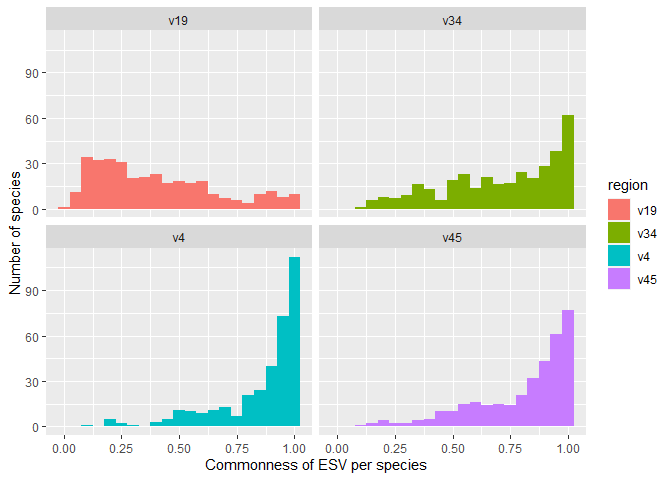 v19
v34
90
60
30
0
v4
v45
90
60
30
0
0.00
0.25
0.50
0.75
1.00
0.00
0.25
0.50
0.75
1.00
Commonness of ESV per species
Number of species
region
v19
v34
v4
v45